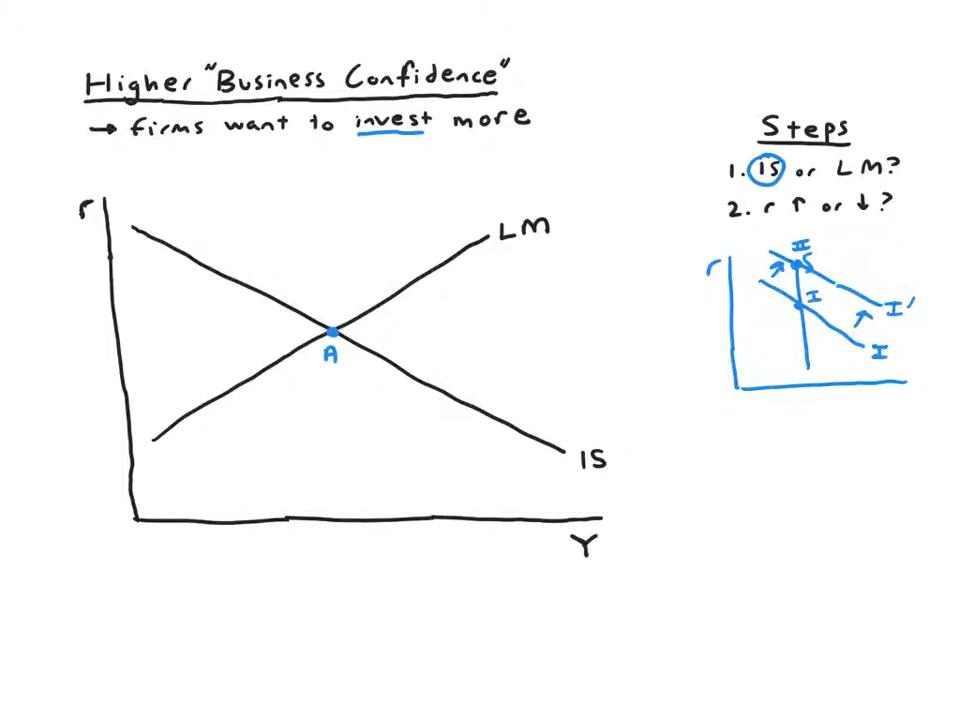 Higher "Business Confidence"
→ firms want to invest more
Steps
1. IS or LM?
2. r ↑ or ↓?
r
LM
A
IS
Y
r
II
S
I
I'
I